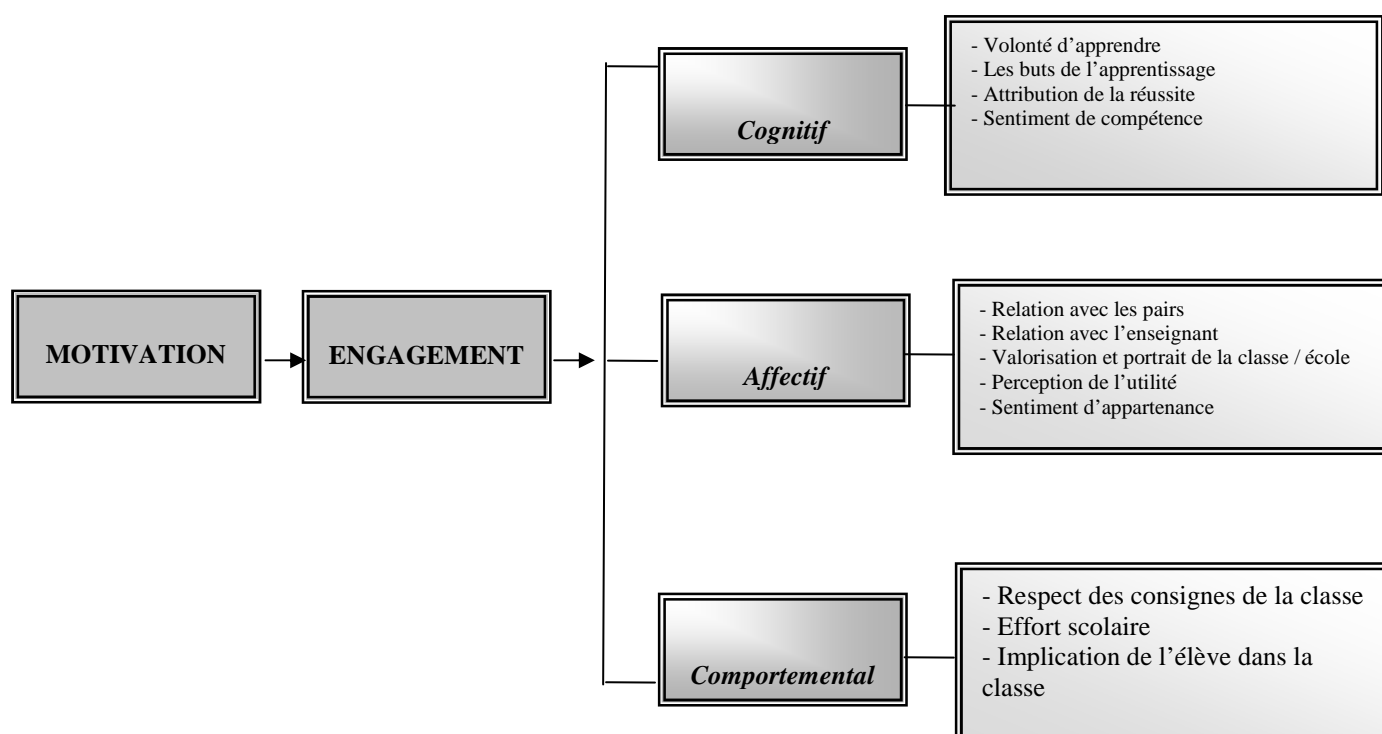 MOTIVATION
ENGAGEMENT
Cognitif
- Volonté d’apprendre
- Les buts de l’apprentissage
- Attribution de la réussite
- Sentiment de compétence
Affectif
- Relation avec les pairs
- Relation avec l’enseignant
- Valorisation et portrait de la classe / école
- Perception de l’utilité
- Sentiment d’appartenance
Comportemental
- Respect des consignes de la classe
- Effort scolaire
- Implication de l’élève dans la
classe